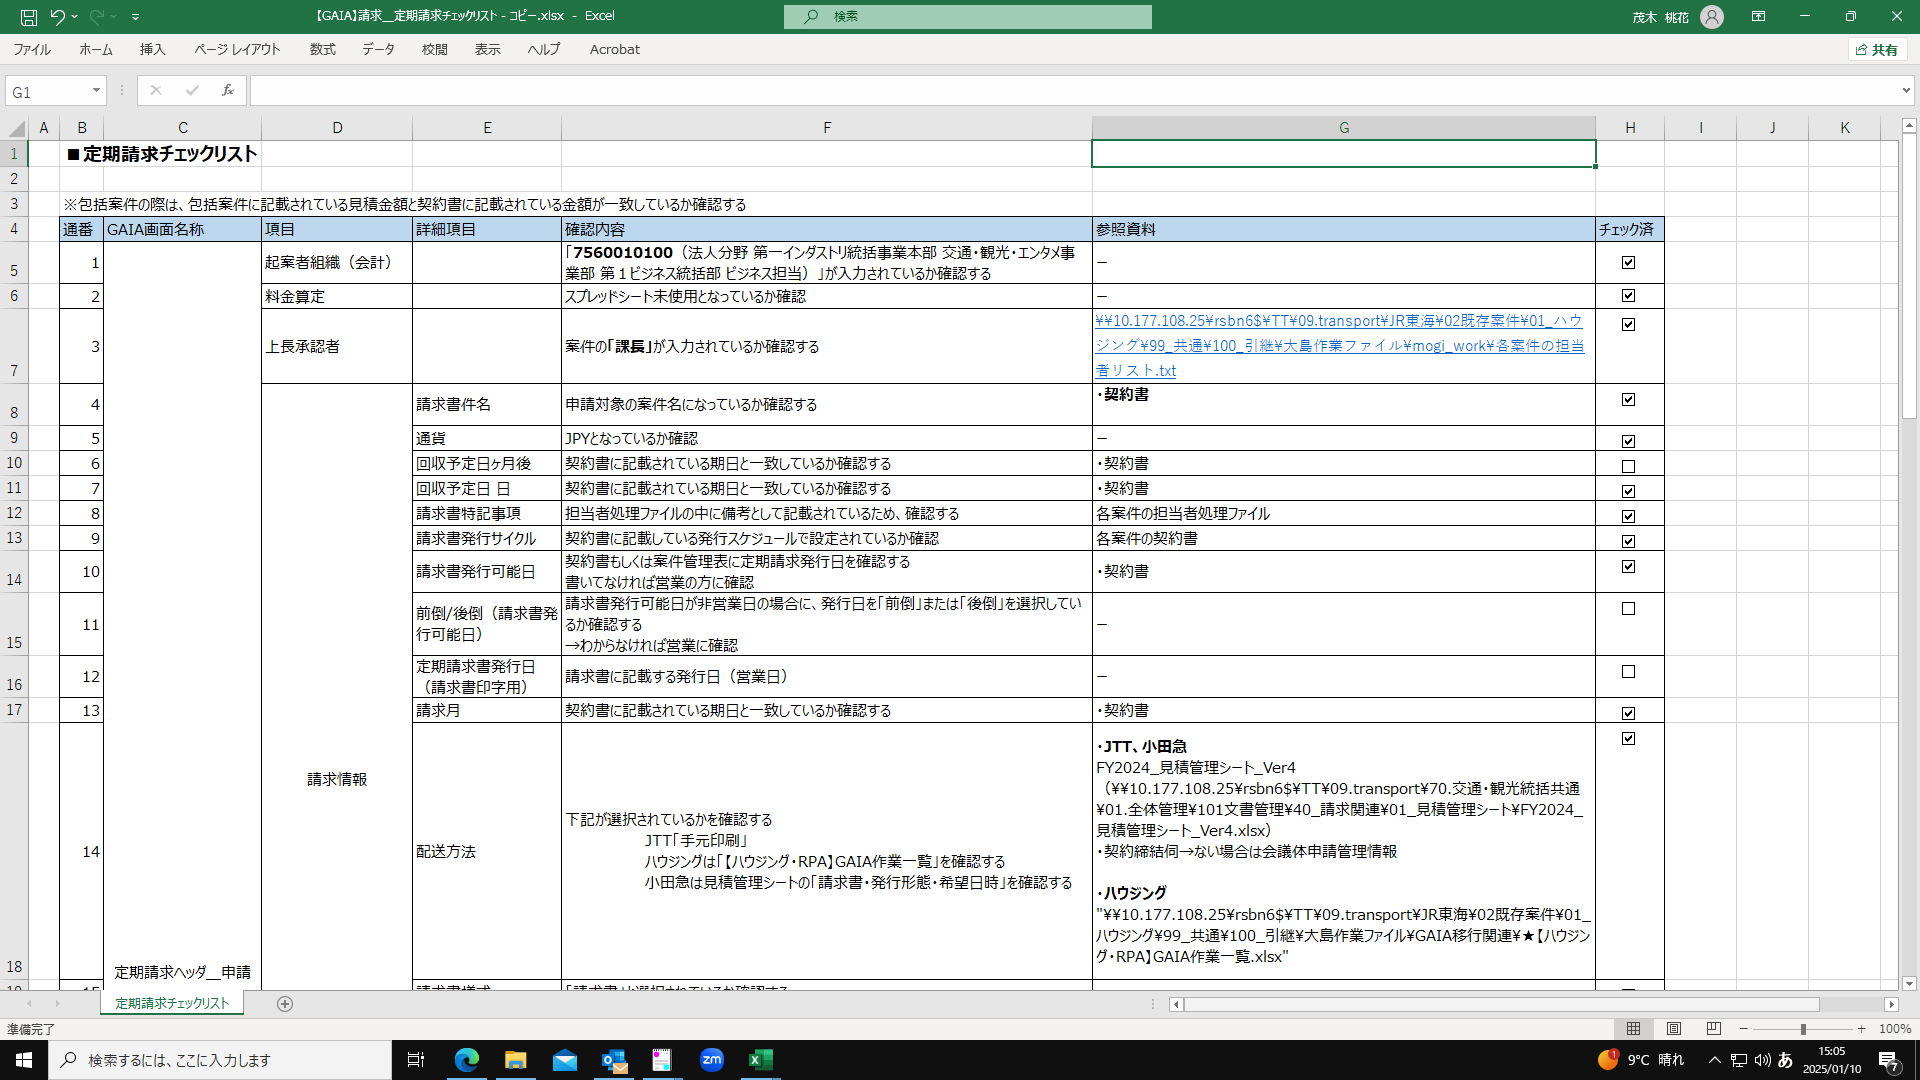 【GAIA】請求__定期請求チェックリスト - コピー.xlsx - Excel
検索
茂木 桃花
ファイル ホーム 挿入 ページ レイアウト 数式 データ 校閲 表示 ヘルプ Acrobat
共有
G1
fx
A B C D E F G H I J K
1 ■定期請求チェックリスト
2
3 ※包括案件の際は、包括案件に記載されている見積金額と契約書に記載されている金額が一致しているか確認する
4 通番 GAIA画面名称 項目 詳細項目 確認内容 参照資料 チェック済
5 1 起案者組織（会計） 「7560010100（法人分野 第一インダストリ統括事業本部 交通・観光・エンタメ事
業部 第１ビジネス統括部 ビジネス担当）」が入力されているか確認する ー
6 2 料金算定 スプレッドシート未使用となっているか確認 ー
7 3 上長承認者 案件の「課長」が入力されているか確認する
¥¥10.177.108.25¥rsbn6$¥TT¥09.transport¥JR東海¥02既存案件¥01_ハウ
ジング¥99_共通¥100_引継¥大島作業ファイル¥mogi_work¥各案件の担当
者リスト.txt
8 4 請求書件名 申請対象の案件名になっているか確認する ・契約書
9 5 通貨 JPYとなっているか確認 ー
10 6 回収予定日ヶ月後 契約書に記載されている期日と一致しているか確認する ・契約書
11 7 回収予定日 日 契約書に記載されている期日と一致しているか確認する ・契約書
12 8 請求書特記事項 担当者処理ファイルの中に備考として記載されているため、確認する 各案件の担当者処理ファイル
13 9 請求書発行サイクル 契約書に記載している発行スケジュールで設定されているか確認 各案件の契約書
14 10 請求書発行可能日 契約書もしくは案件管理表に定期請求発行日を確認する
書いてなければ営業の方に確認 ・契約書
15 11 前倒/後倒（請求書発
行可能日） 請求書発行可能日が非営業日の場合に、発行日を「前倒」または「後倒」を選択してい
るか確認する
→わからなければ営業に確認 ー
16 12 定期請求書発行日
（請求書印字用） 請求書に記載する発行日（営業日） ー
17 13 請求月 契約書に記載されている期日と一致しているか確認する ・契約書
請求情報
18 14 配送方法 下記が選択されているかを確認する
JTT「手元印刷」
ハウジングは「【ハウジング・RPA】GAIA作業一覧」を確認する
小田急は見積管理シートの「請求書・発行形態・希望日時」を確認する
・JTT、小田急
FY2024_見積管理シート_Ver4
（¥¥10.177.108.25¥rsbn6$¥TT¥09.transport¥70.交通・観光統括共通
¥01.全体管理¥101文書管理¥40_請求関連¥01_見積管理シート¥FY2024_
見積管理シート_Ver4.xlsx）
・契約締結伺→ない場合は会議体申請管理情報
・ハウジング
"¥¥10.177.108.25¥rsbn6$¥TT¥09.transport¥JR東海¥02既存案件¥01_
ハウジング¥99_共通¥100_引継¥大島作業ファイル¥GAIA移行関連¥★【ハウジン
グ・RPA】GAIA作業一覧.xlsx"
定期請求ヘッダ__申請
定期請求チェックリスト
準備完了
100%
検索するには、ここに入力します
zm
1
9°C 晴れ
あ
15:05
2025/01/10
7